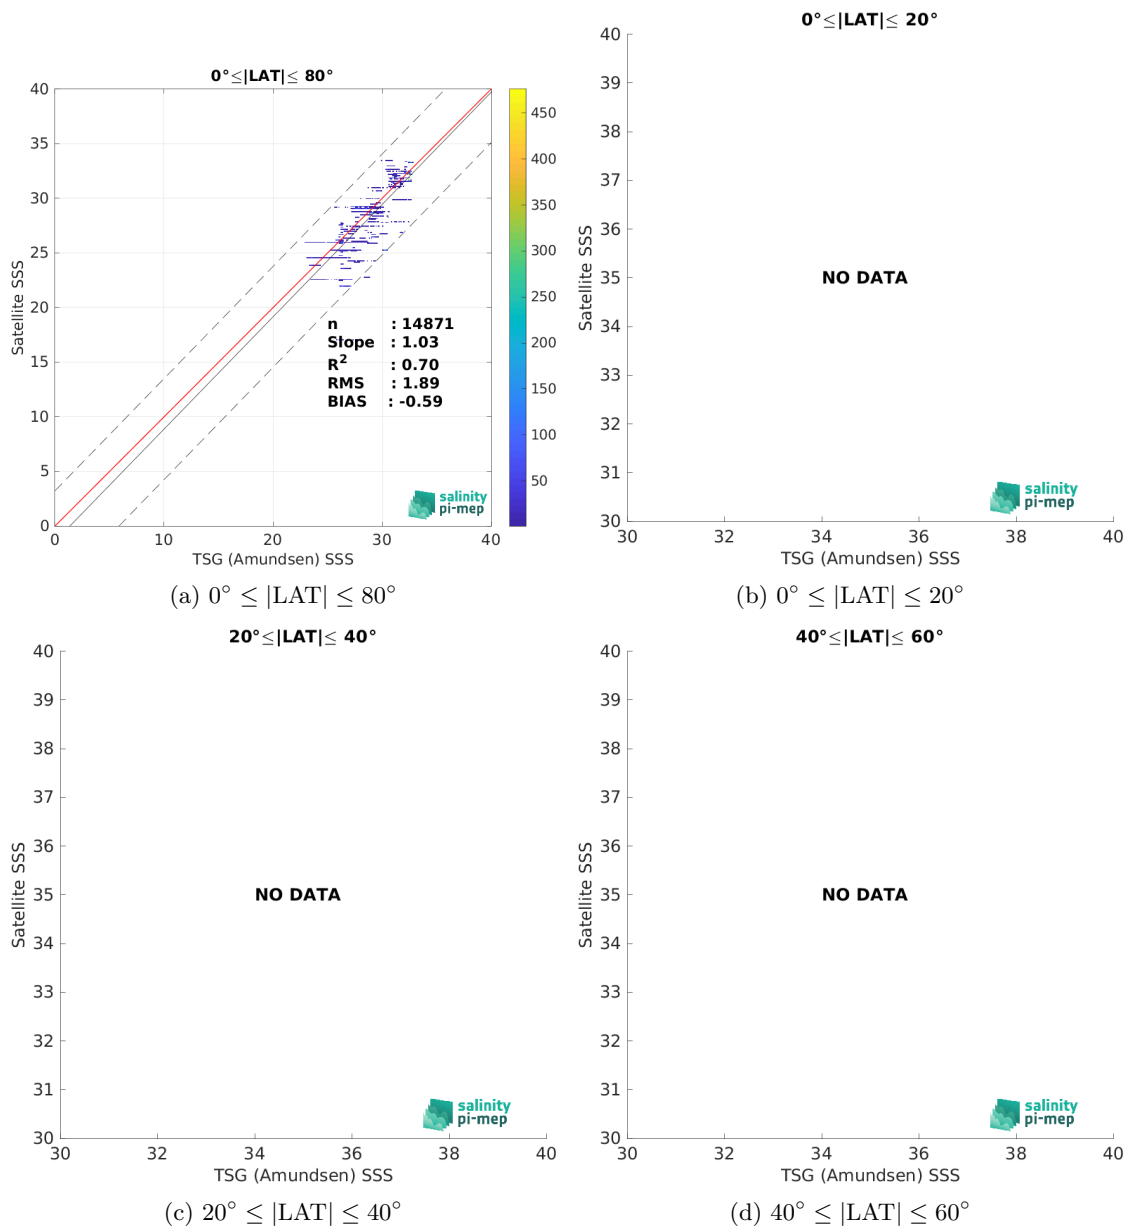 0°≤|LAT|≤ 80°
40
35
30
25
20
15
10
5
0
0
10
20
30
40
Satellite SSS
TSG (Amundsen) SSS
n : 14871
Slope : 1.03
R² : 0.70
RMS : 1.89
BIAS : -0.59
450
400
350
300
250
200
150
100
50
salinity
pi-mep
(a) 0° ≤ |LAT| ≤ 80°
0°≤|LAT|≤ 20°
40
39
38
37
36
35
34
33
32
31
30
30
32
34
36
38
40
Satellite SSS
TSG (Amundsen) SSS
NO DATA
salinity
pi-mep
(b) 0° ≤ |LAT| ≤ 20°
20°≤|LAT|≤ 40°
40
39
38
37
36
35
34
33
32
31
30
30
32
34
36
38
40
Satellite SSS
TSG (Amundsen) SSS
NO DATA
salinity
pi-mep
(c) 20° ≤ |LAT| ≤ 40°
40°≤|LAT|≤ 60°
40
39
38
37
36
35
34
33
32
31
30
30
32
34
36
38
40
Satellite SSS
TSG (Amundsen) SSS
NO DATA
salinity
pi-mep
(d) 40° ≤ |LAT| ≤ 60°